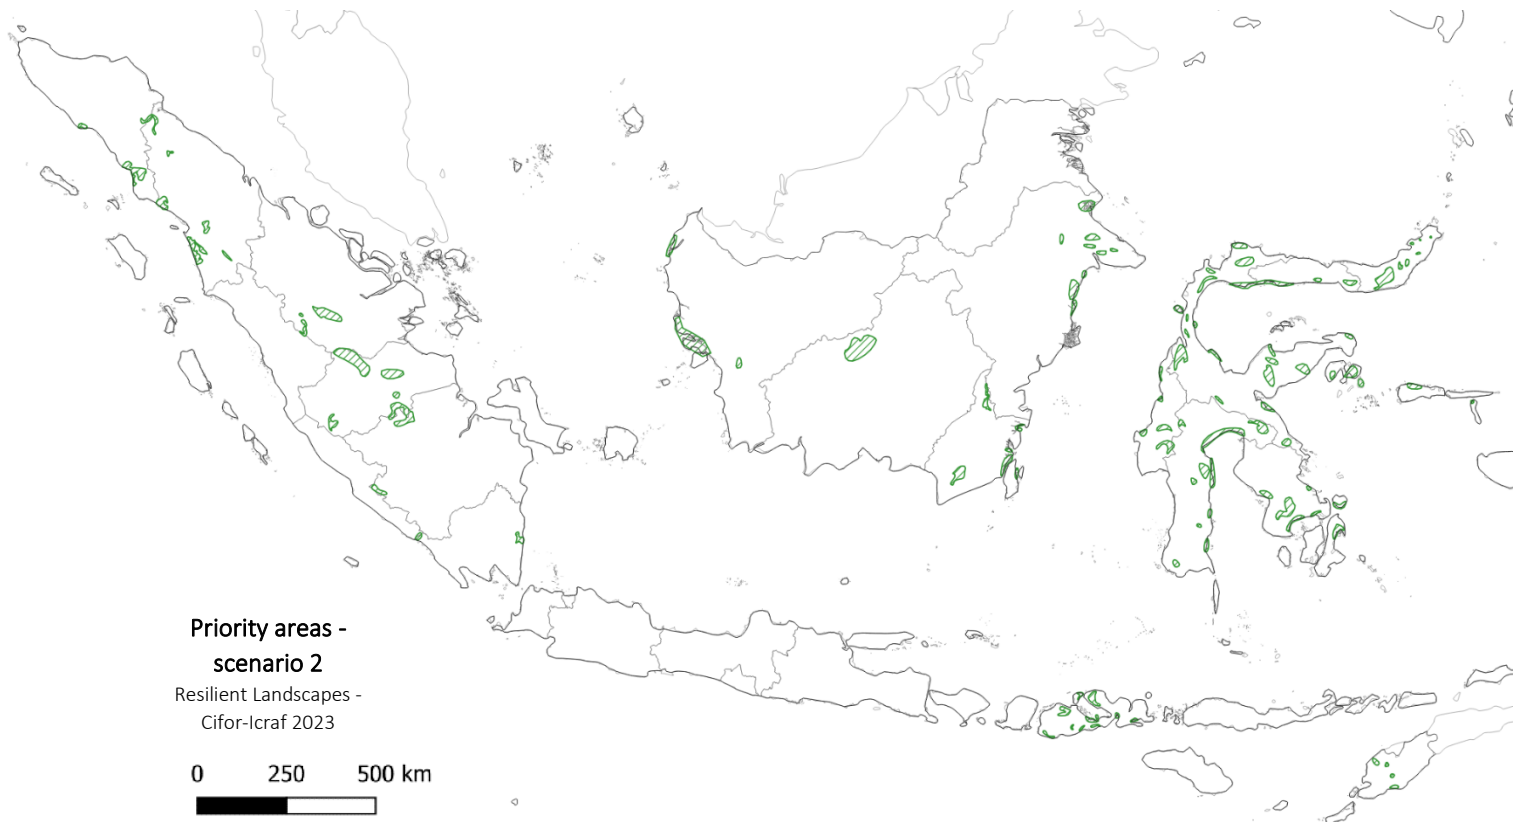 Priority areas -
scenario 2
Resilient Landscapes -
Cifor-Icraf 2023
0 250 500 km